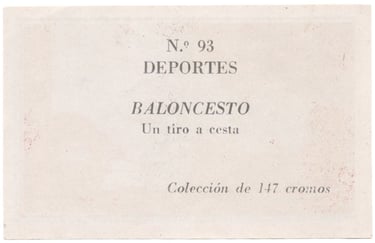 N.º 93
DEPORTES
BALONCESTO
Un tiro a cesta
Colección de 147 cromos